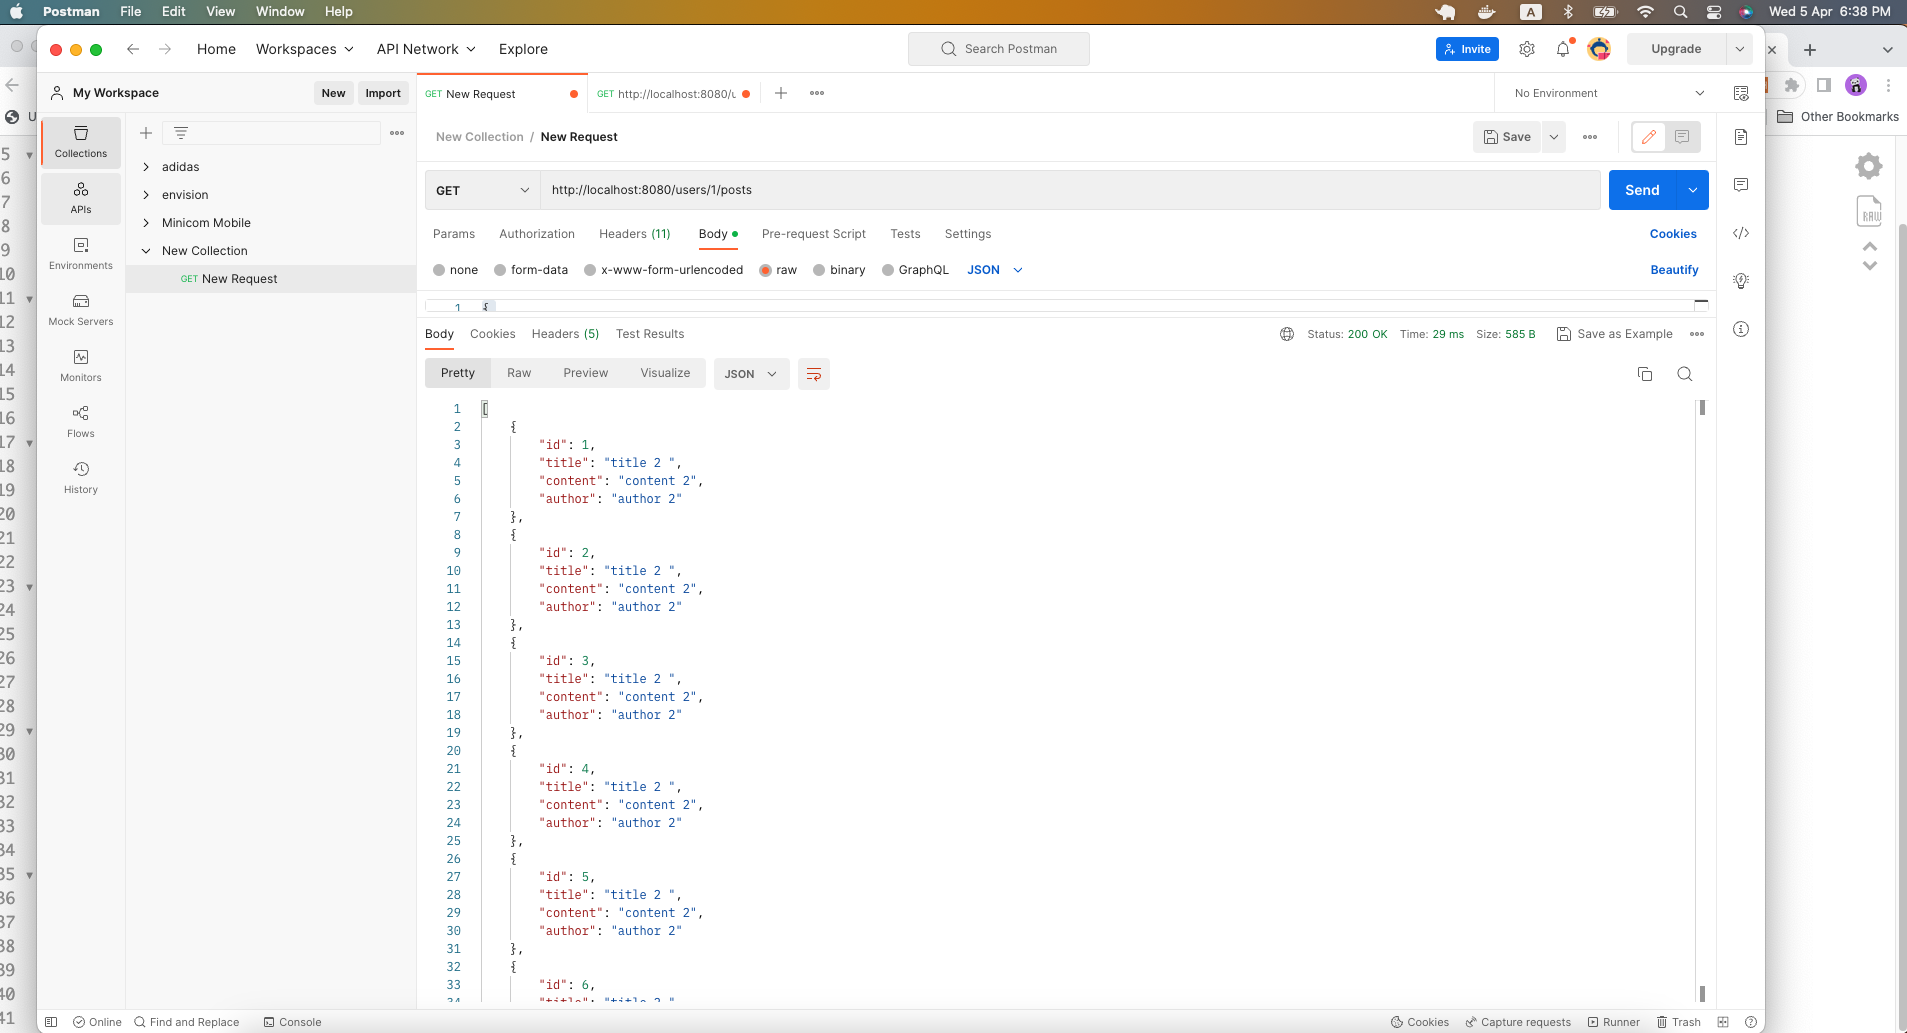 Postman File Edit View Window Help
A
Wed 5 Apr 6:38 PM
Home Workspaces API Network Explore
Search Postman
Invite
Upgrade
My Workspace
New Import
GET New Request
GET http://localhost:8080/u
No Environment
Other Bookmarks
New Collection / New Request
Save
Collections
APIs
Environments
Mock Servers
Monitors
Flows
History
adidas
envision
Minicom Mobile
New Collection
GET New Request
GET
http://localhost:8080/users/1/posts
Send
Params Authorization Headers (11) Body Pre-request Script Tests Settings
Cookies
none form-data x-www-form-urlencoded raw binary GraphQL JSON
Beautify
RAW
1 {
Body Cookies Headers (5) Test Results
Status: 200 OK Time: 29 ms Size: 585 B Save as Example
Pretty Raw Preview Visualize JSON
1 [
2 {
3 "id": 1,
4 "title": "title 2 ",
5 "content": "content 2",
6 "author": "author 2"
7 },
8 {
9 "id": 2,
10 "title": "title 2 ",
11 "content": "content 2",
12 "author": "author 2"
13 },
14 {
15 "id": 3,
16 "title": "title 2 ",
17 "content": "content 2",
18 "author": "author 2"
19 },
20 {
21 "id": 4,
22 "title": "title 2 ",
23 "content": "content 2",
24 "author": "author 2"
25 },
26 {
27 "id": 5,
28 "title": "title 2 ",
29 "content": "content 2",
30 "author": "author 2"
31 },
32 {
33 "id": 6,
34 "title": "title 2 "
Online Find and Replace Console
Cookies Capture requests Runner Trash